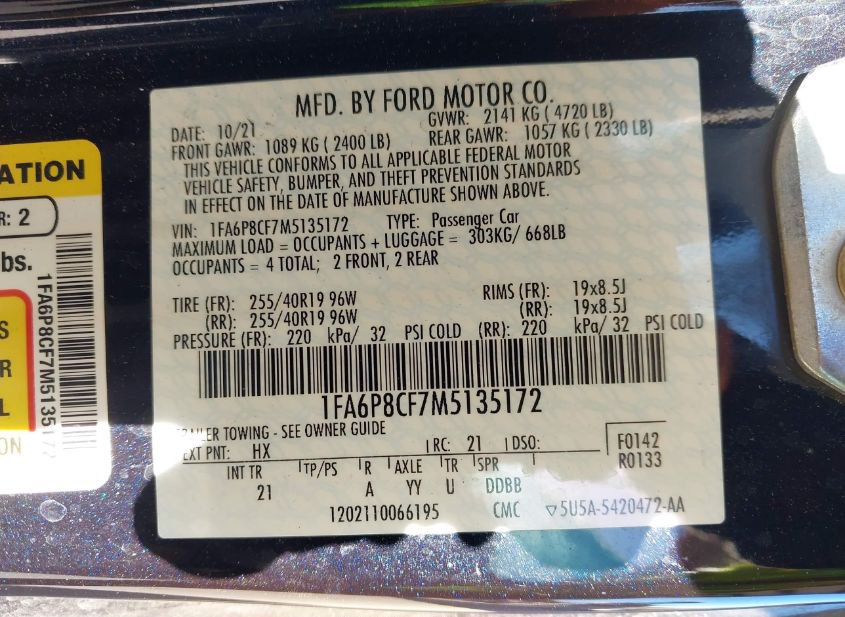 MFD. BY FORD MOTOR CO.
DATE: 10/21 GVWR: 2141 KG ( 4720 LB)
FRONT GAWR: 1089 KG ( 2400 LB) REAR GAWR: 1057 KG ( 2330 LB)
THIS VEHICLE CONFORMS TO ALL APPLICABLE FEDERAL MOTOR
VEHICLE SAFETY, BUMPER, AND THEFT PREVENTION STANDARDS
IN EFFECT ON THE DATE OF MANUFACTURE SHOWN ABOVE.
VIN: 1FA6P8CF7M5135172 TYPE: Passenger Car
MAXIMUM LOAD = OCCUPANTS + LUGGAGE = 303KG/ 668LB
OCCUPANTS = 4 TOTAL; 2 FRONT, 2 REAR
TIRE (FR): 255/40R19 96W RIMS (FR): 19x8.5J
(RR): 255/40R19 96W (RR): 19x8.5J
PRESSURE (FR): 220 kPa/ 32 PSI COLD (RR): 220 kPa/ 32 PSI COLD
1FA6P8CF7M5135172
TOWING - SEE OWNER GUIDE
EXT PNT: HX RC: 21 DSO: F0142
R0133
INT TR TP/PS R AXLE TR SPR
21 A YY U DDBB
1202110066195 CMC ▽5U5A-5420472-AA
ATION
R: 2
bs.
S
R
L
ON
1FA6P8CF7M5135172